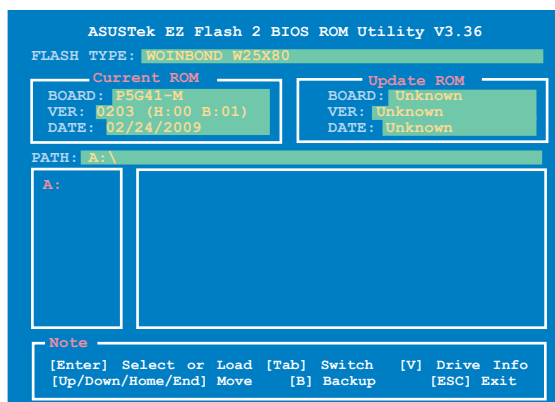 ASUSTek EZ Flash 2 BIOS ROM Utility V3.36
FLASH TYPE: WOINBOND W25X80
Current ROM
BOARD: P5G41-M
VER: 0203 (H:00 B:01)
DATE: 02/24/2009
Update ROM
BOARD: Unknown
VER: Unknown
DATE: Unknown
PATH: A:\
A:
Note
[Enter] Select or Load [Tab] Switch [V] Drive Info
[Up/Down/Home/End] Move [B] Backup [ESC] Exit